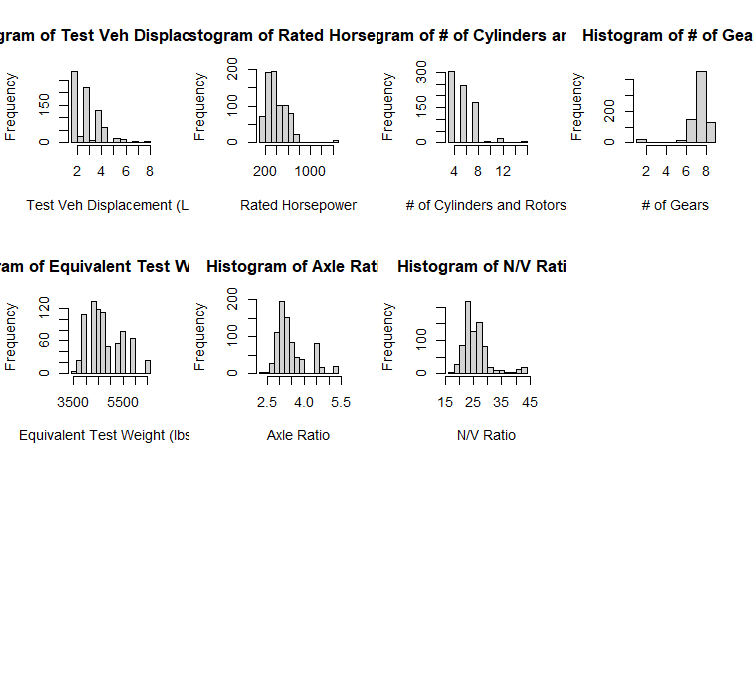 gram of Test Veh Displac
stogram of Rated Horsep
gram of # of Cylinders ar
Histogram of # of Gea
Frequency
0 150
2 4 6 8
Test Veh Displacement (L
Frequency
0 100 200
200 1000
Rated Horsepower
Frequency
0 150 300
4 8 12
# of Cylinders and Rotors
Frequency
0 200
2 4 6 8
# of Gears
ram of Equivalent Test W
Histogram of Axle Rat
Histogram of N/V Rati
Frequency
0 60 120
3500 5500
Equivalent Test Weight (lbs
Frequency
0 100 200
2.5 4.0 5.5
Axle Ratio
Frequency
0 100
15 25 35 45
N/V Ratio